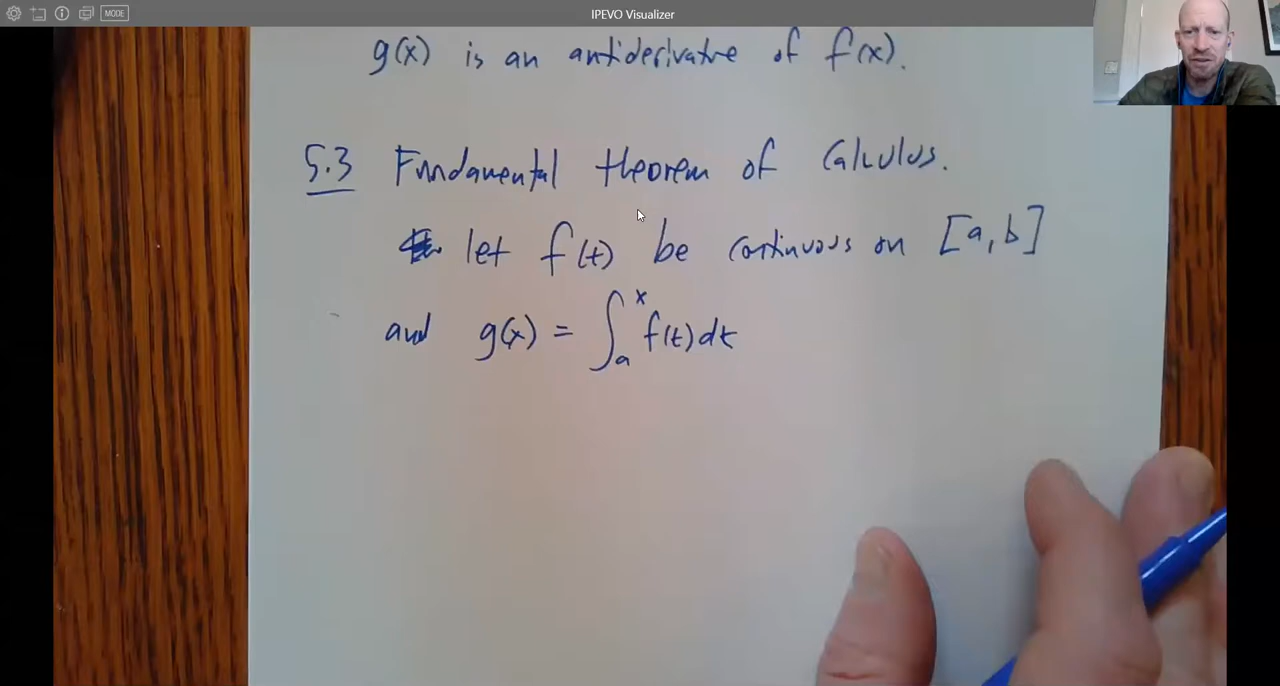 MODE
IPEVO Visualizer
g(x) is an antiderivative of f(x).
5.3 Fundamental theorem of Calculus.
let f(t) be continuous on [a,b]
and g(x) = ∫_a^x f(t)dt